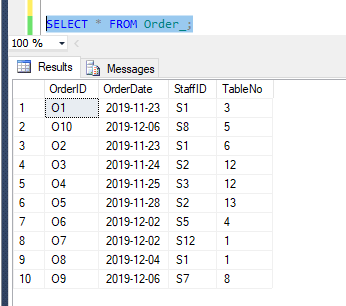 SELECT * FROM Order_;
100 %
Results Messages
OrderID OrderDate StaffID TableNo
1 O1 2019-11-23 S1 3
2 O10 2019-12-06 S8 5
3 O2 2019-11-23 S1 6
4 O3 2019-11-24 S2 12
5 O4 2019-11-25 S3 12
6 O5 2019-11-28 S2 13
7 O6 2019-12-02 S5 4
8 O7 2019-12-02 S12 1
9 O8 2019-12-04 S1 1
10 O9 2019-12-06 S7 8